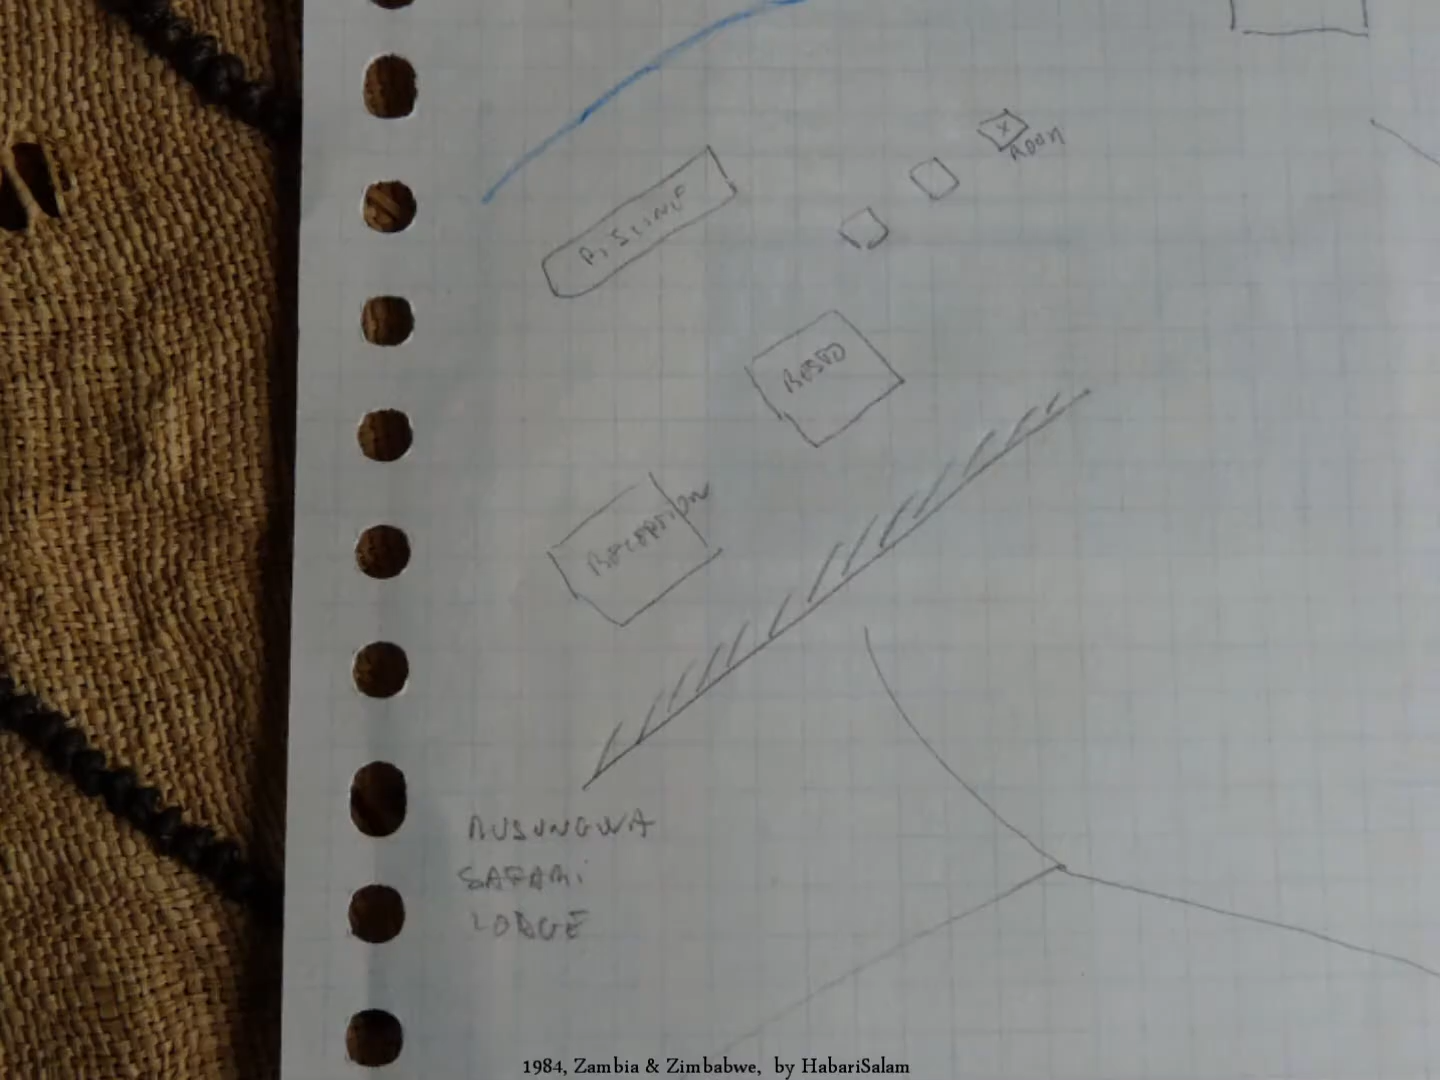 ROOM
PISCINE
RESTO
RECEPTION
MUSUNGWA
SAFARI
LODGE
1984, Zambia & Zimbabwe, by HabariSalam